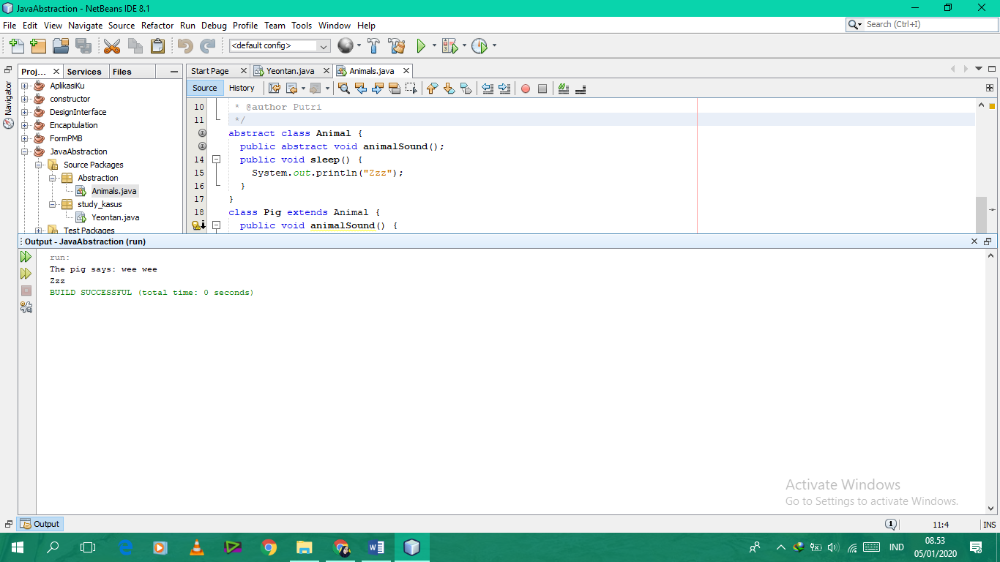 JavaAbstraction - NetBeans IDE 8.1
File Edit View Navigate Source Refactor Run Debug Profile Team Tools Window Help
Search (Ctrl+I)
<default config>
Proj... Services Files
Start Page Yeontan.java Animals.java
Navigator
Source History
AplikasiKu
constructor
DesignInterface
Encaptulation
FormPMB
JavaAbstraction
Source Packages
Abstraction
Animals.java
study_kasus
Yeontan.java
Test Packages
10 * @author Putri
11 */
abstract class Animal {
public abstract void animalSound();
14 public void sleep() {
15 System.out.println("Zzz");
16 }
17 }
18 class Pig extends Animal {
public void animalSound() {
Output - JavaAbstraction (run)
run:
The pig says: wee wee
Zzz
BUILD SUCCESSFUL (total time: 0 seconds)
Activate Windows
Go to Settings to activate Windows.
Output
1
11:4
INS
IND
08.53
05/01/2020